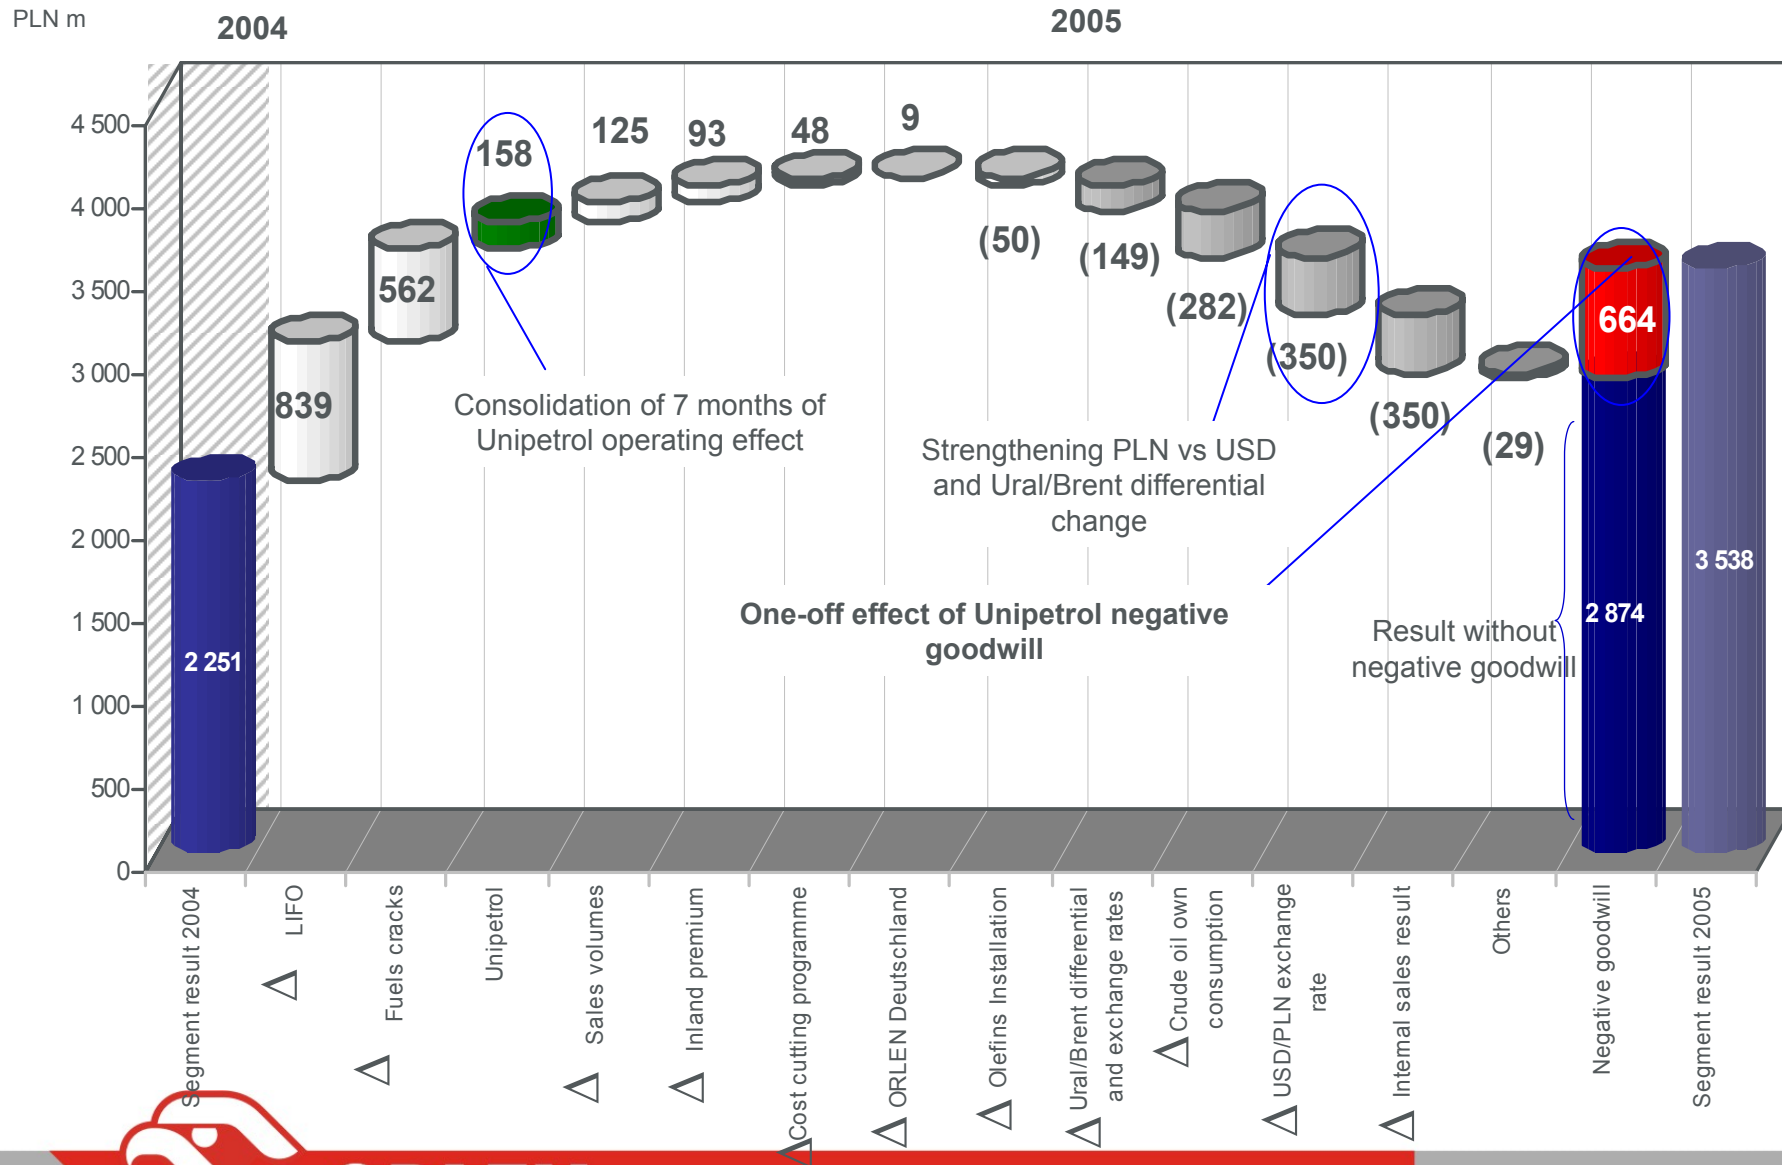 PLN m
2004
2005
4 500
4 000
3 500
3 000
2 500
2 000
1 500
1 000
500
0
2 251
839
562
158
125
93
48
9
(50)
(149)
(282)
(350)
(350)
(29)
664
2 874
3 538
Consolidation of 7 months of
Unipetrol operating effect
Strengthening PLN vs USD
and Ural/Brent differential
change
One-off effect of Unipetrol negative
goodwill
Result without
negative goodwill
Segment result 2004
LIFO
Fuels cracks
Unipetrol
Sales volumes
Inland premium
Cost cutting programme
ORLEN Deutschland
Olefins Installation
Ural/Brent differential
and exchange rates
Crude oil own
consumption
USD/PLN exchange
rate
Internal sales result
Others
Negative goodwill
Segment result 2005